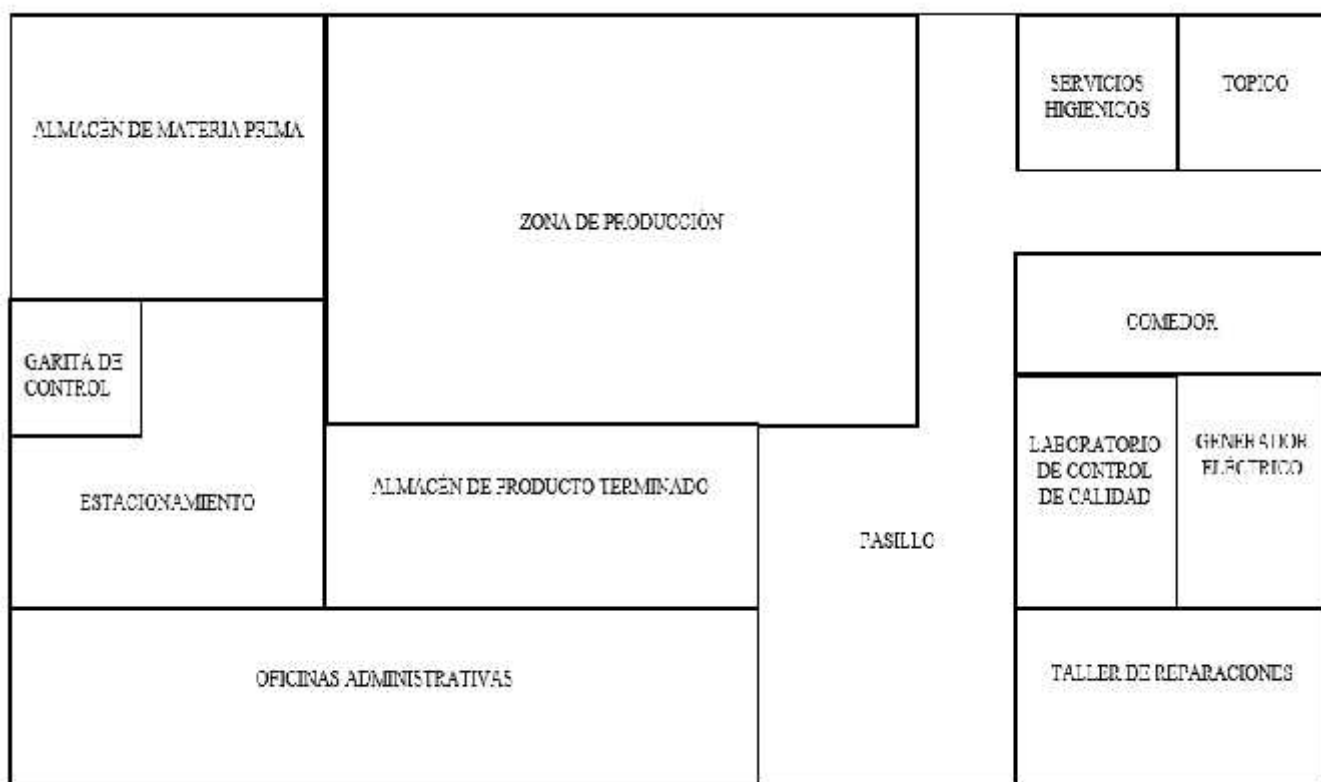 ALMACÉN DE MATERIA PRIMA
ZONA DE PRODUCCIÓN
SERVICIOS
HIGIENICOS
TOPICO
GARITA DE
CONTROL
ESTACIONAMIENTO
ALMACÉN DE PRODUCTO TERMINADO
PASILLO
COMEDOR
LABORATORIO
DE CONTROL
DE CALIDAD
GENERADOR
ELÉCTRICO
OFICINAS ADMINISTRATIVAS
TALLER DE REPARACIONES